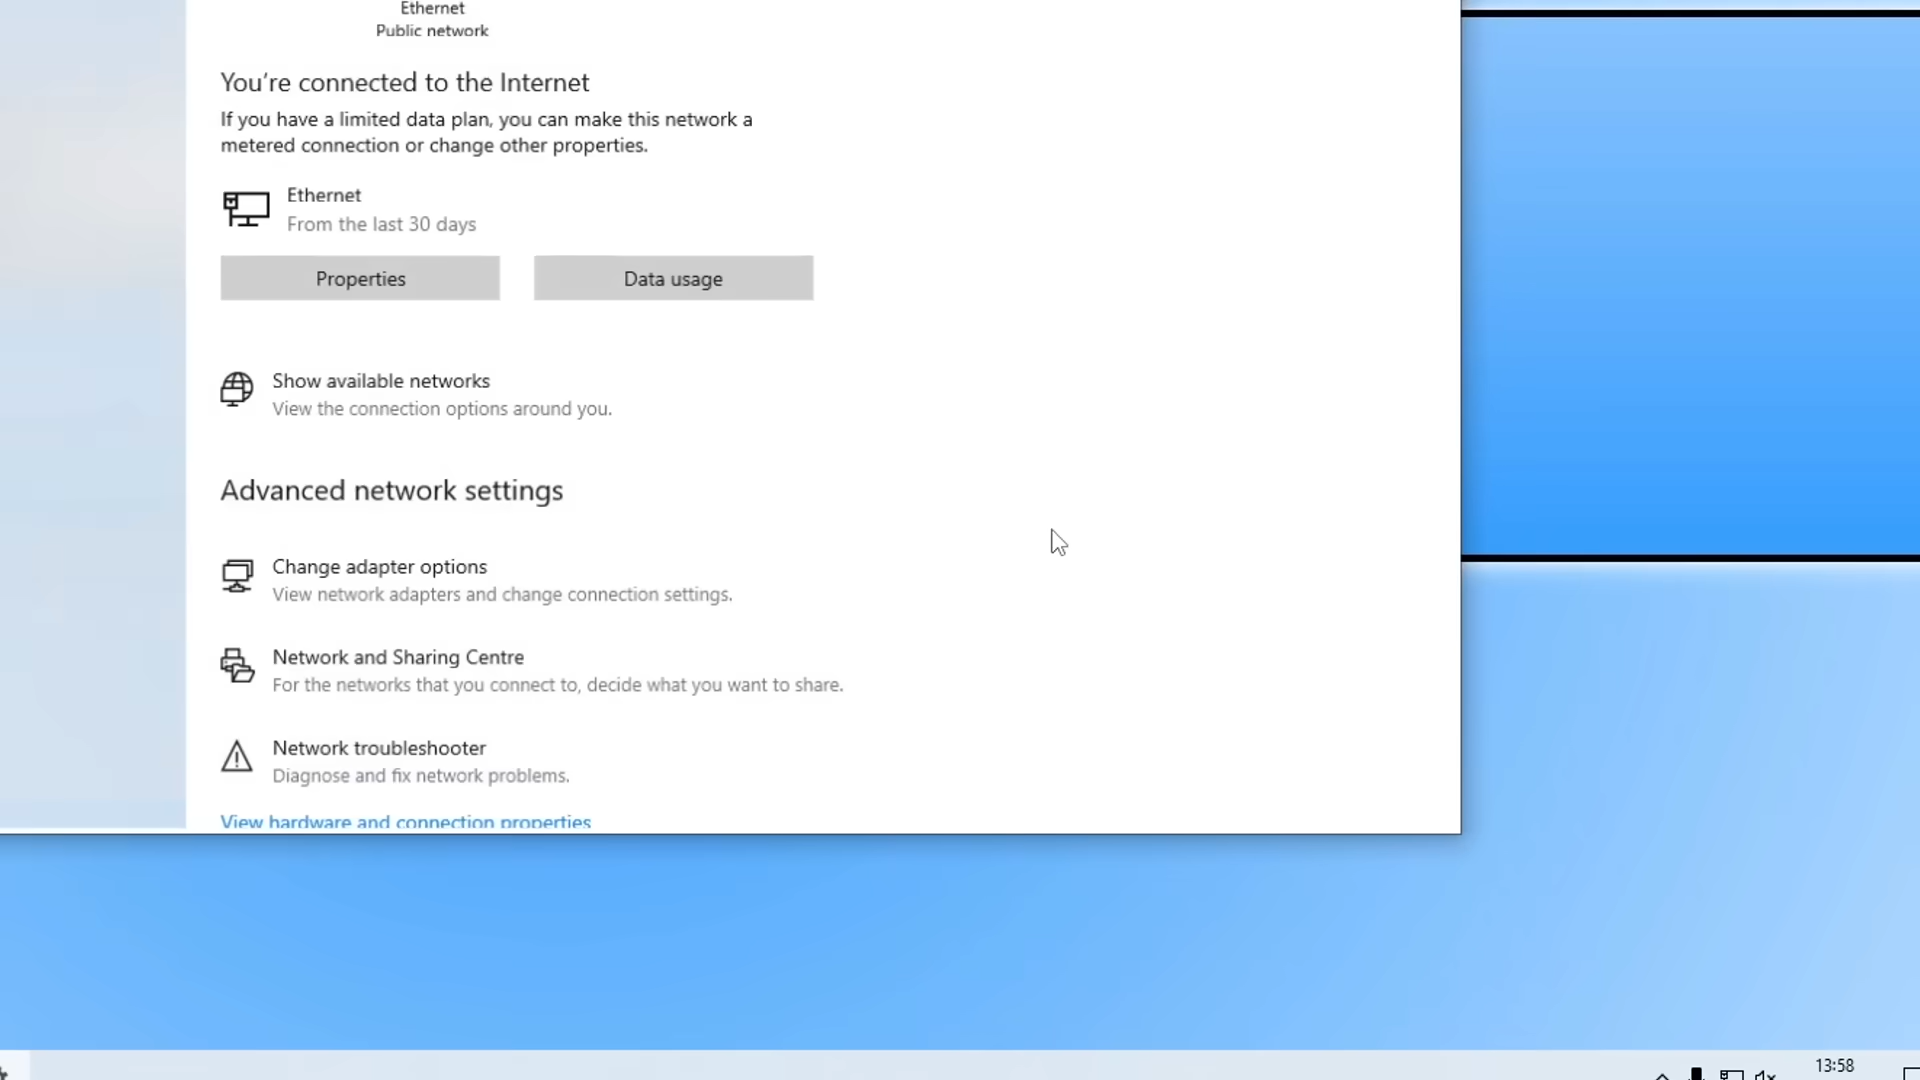 Ethernet
Public network
You're connected to the Internet
If you have a limited data plan, you can make this network a
metered connection or change other properties.
Ethernet
From the last 30 days
Properties
Data usage
Show available networks
View the connection options around you.
Advanced network settings
Change adapter options
View network adapters and change connection settings.
Network and Sharing Centre
For the networks that you connect to, decide what you want to share.
Network troubleshooter
Diagnose and fix network problems.
View hardware and connection properties
13:58